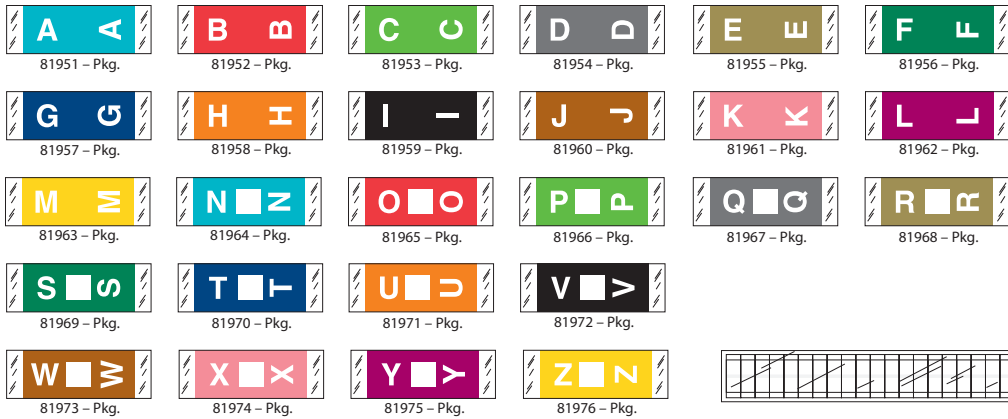 A A B B C C D D E E F F
81951 – Pkg. 81952 – Pkg. 81953 – Pkg. 81954 – Pkg. 81955 – Pkg. 81956 – Pkg.
G G H H I I J J K K L L
81957 – Pkg. 81958 – Pkg. 81959 – Pkg. 81960 – Pkg. 81961 – Pkg. 81962 – Pkg.
M M N N O O P P Q Q R R
81963 – Pkg. 81964 – Pkg. 81965 – Pkg. 81966 – Pkg. 81967 – Pkg. 81968 – Pkg.
S S T T U U V V
81969 – Pkg. 81970 – Pkg. 81971 – Pkg. 81972 – Pkg.
W W X X Y Y Z Z
81973 – Pkg. 81974 – Pkg. 81975 – Pkg. 81976 – Pkg.